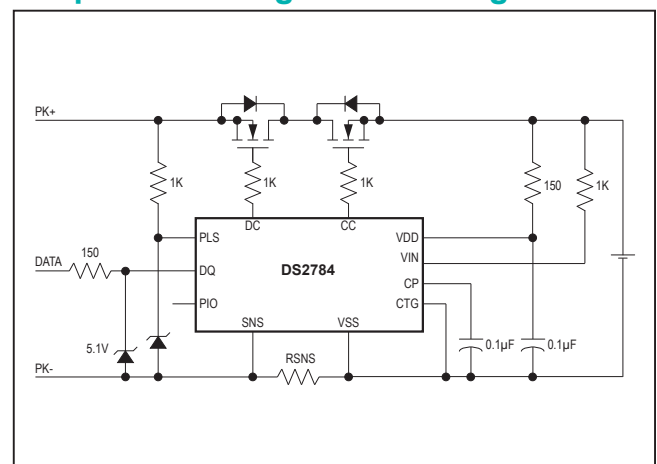 PK+
1K
1K
1K
150
1K
DC
CC
PLS
VDD
DATA
150
VIN
DQ
DS2784
CP
PIO
CTG
SNS
VSS
5.1V
0.1µF
0.1µF
RSNS
PK-